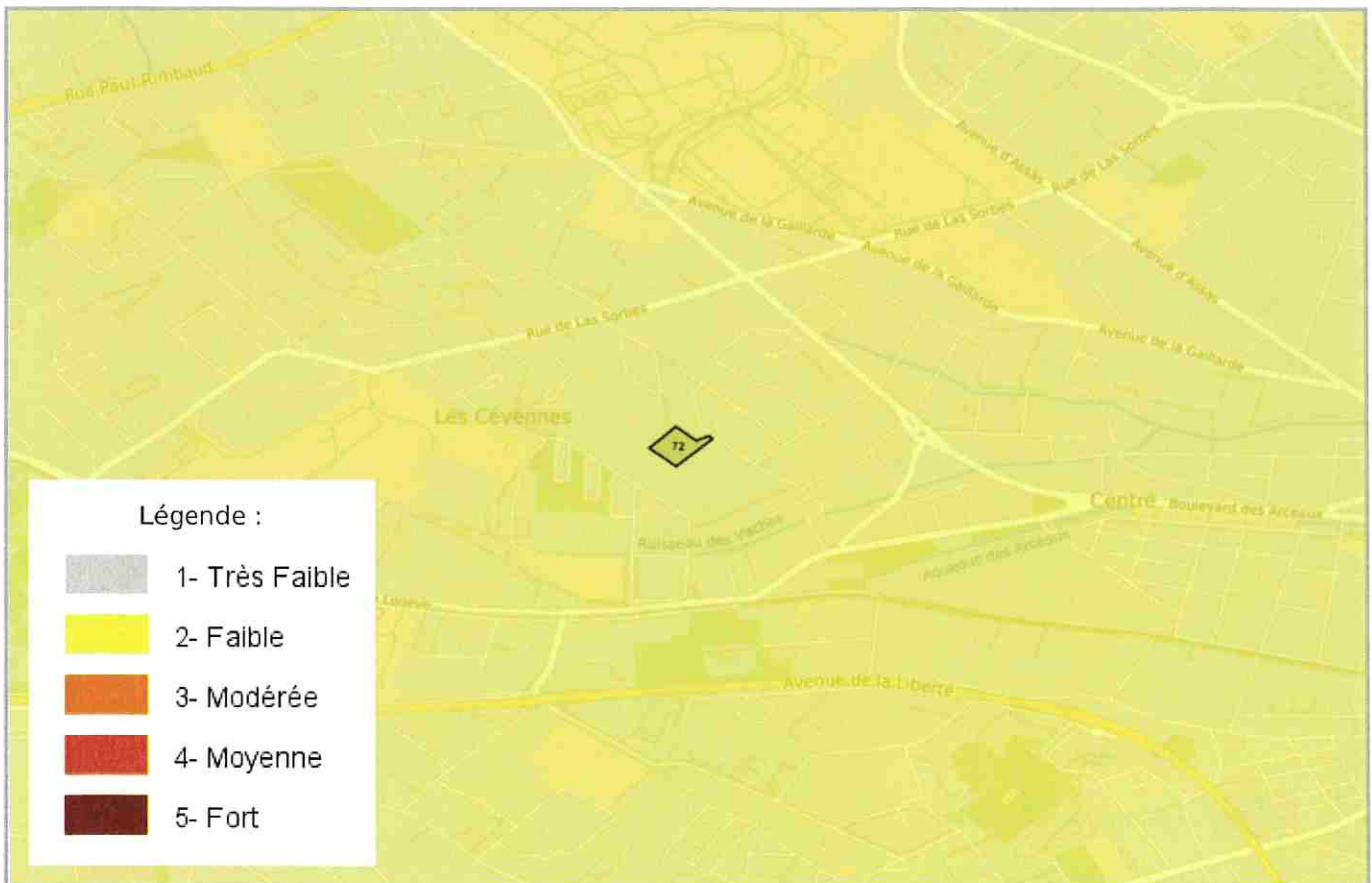 Rue Paul Rimbaud
Avenue d'Assas
Rue de Las Sorbes
Avenue de la Gaillarde
Rue de Las Sorbes
Avenue de la Gaillarde
Avenue d'Assas
Rue de Las Sorbes
Avenue de la Gaillarde
Les Cévennes
72
Centre
Boulevard des Arceaux
Ruisseau des Vaches
Aqueduc des Arceaux
Avenue de la Liberté
Légende :
1- Très Faible
2- Faible
3- Modérée
4- Moyenne
5- Fort